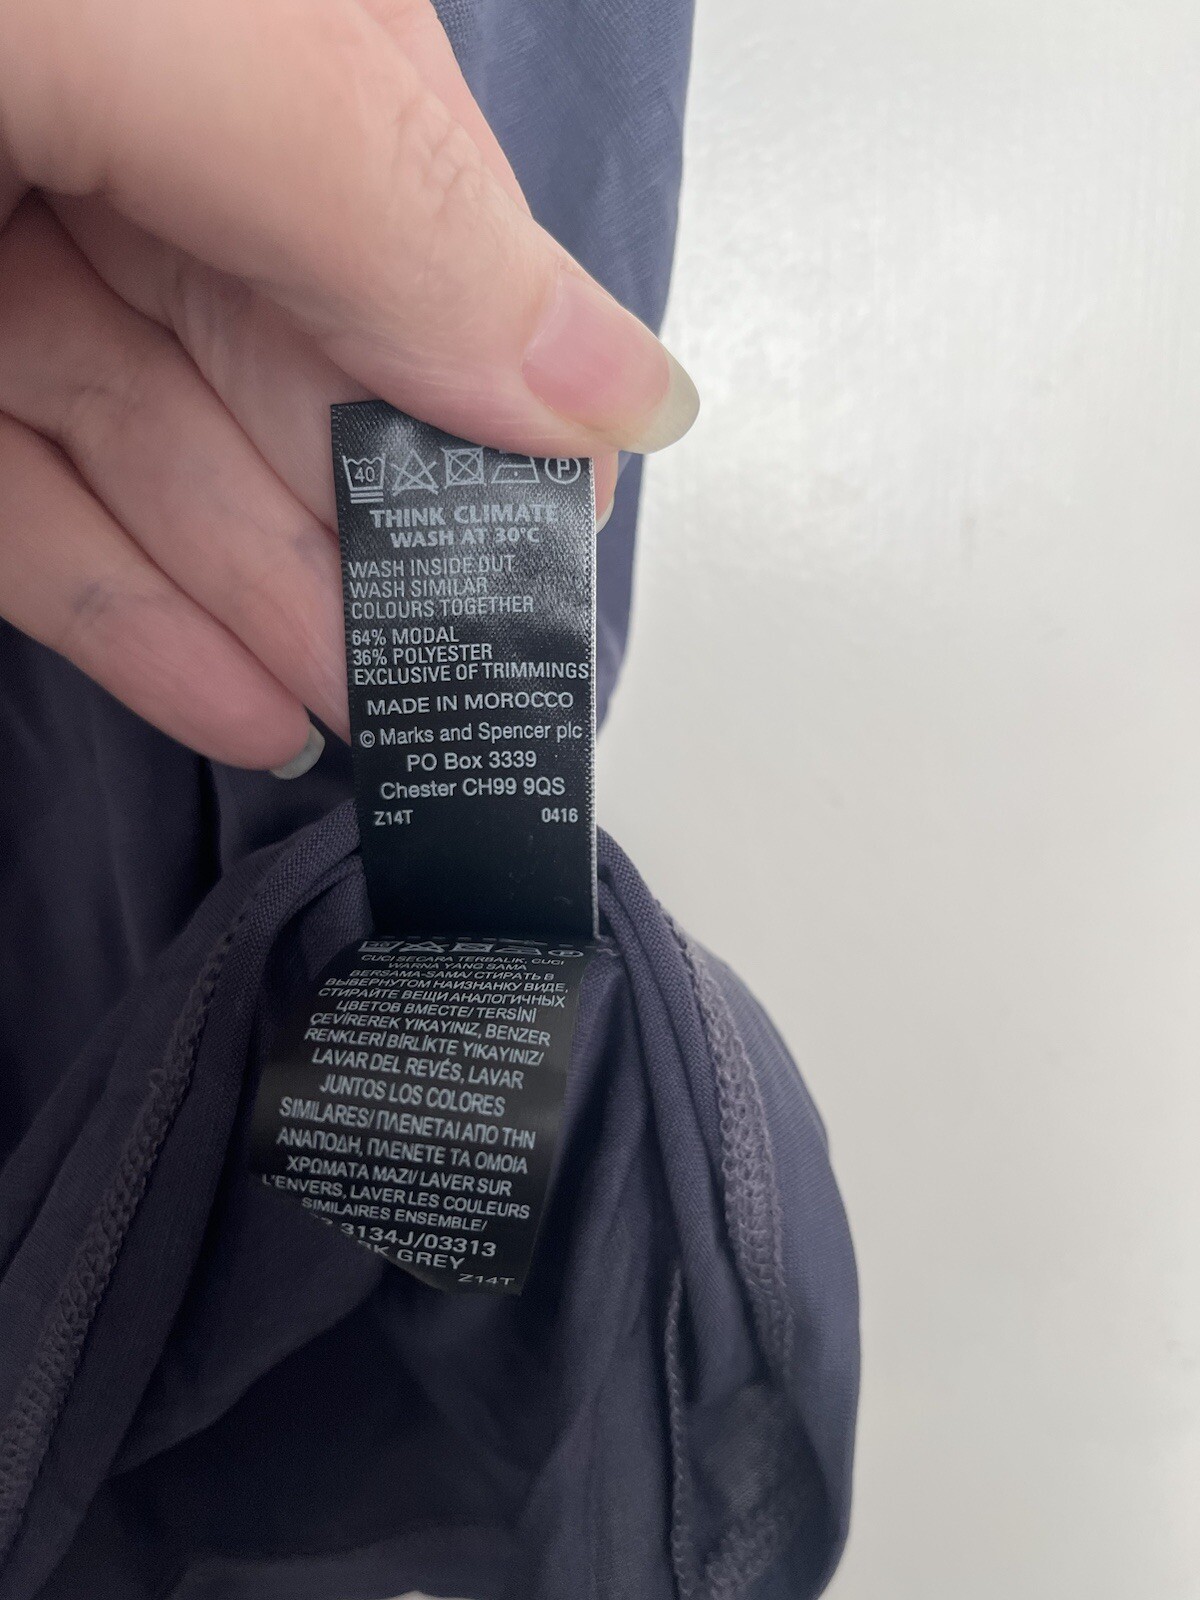 40 P
THINK CLIMATE
WASH AT 30°C
WASH INSIDE OUT
WASH SIMILAR
COLOURS TOGETHER
64% MODAL
36% POLYESTER
EXCLUSIVE OF TRIMMINGS
MADE IN MOROCCO
© Marks and Spencer plc
PO Box 3339
Chester CH99 9QS
Z14T 0416
CUCI SECARA TERBALIK, CUCI
WARNA YANG SAMA
BERSAMA-SAMA/ СТИРАТЬ В
ВЫВЕРНУТОМ НАИЗНАНКУ ВИДЕ,
СТИРАЙТЕ ВЕЩИ АНАЛОГИЧНЫХ
ЦВЕТОВ ВМЕСТЕ/ TERSİNİ
ÇEVİREREK YIKAYINIZ, BENZER
RENKLERİ BİRLİKTE YIKAYINIZ/
LAVAR DEL REVÉS, LAVAR
JUNTOS LOS COLORES
SIMILARES/ ΠΛΕΝΕΤΑΙ ΑΠΟ ΤΗΝ
ΑΝΑΠΟΔΗ, ΠΛΕΝΕΤΕ ΤΑ ΟΜΟΙΑ
ΧΡΩΜΑΤΑ ΜΑΖΙ/ LAVER SUR
L'ENVERS, LAVER LES COULEURS
SIMILAIRES ENSEMBLE/
3134J/03313
GREY
Z14T